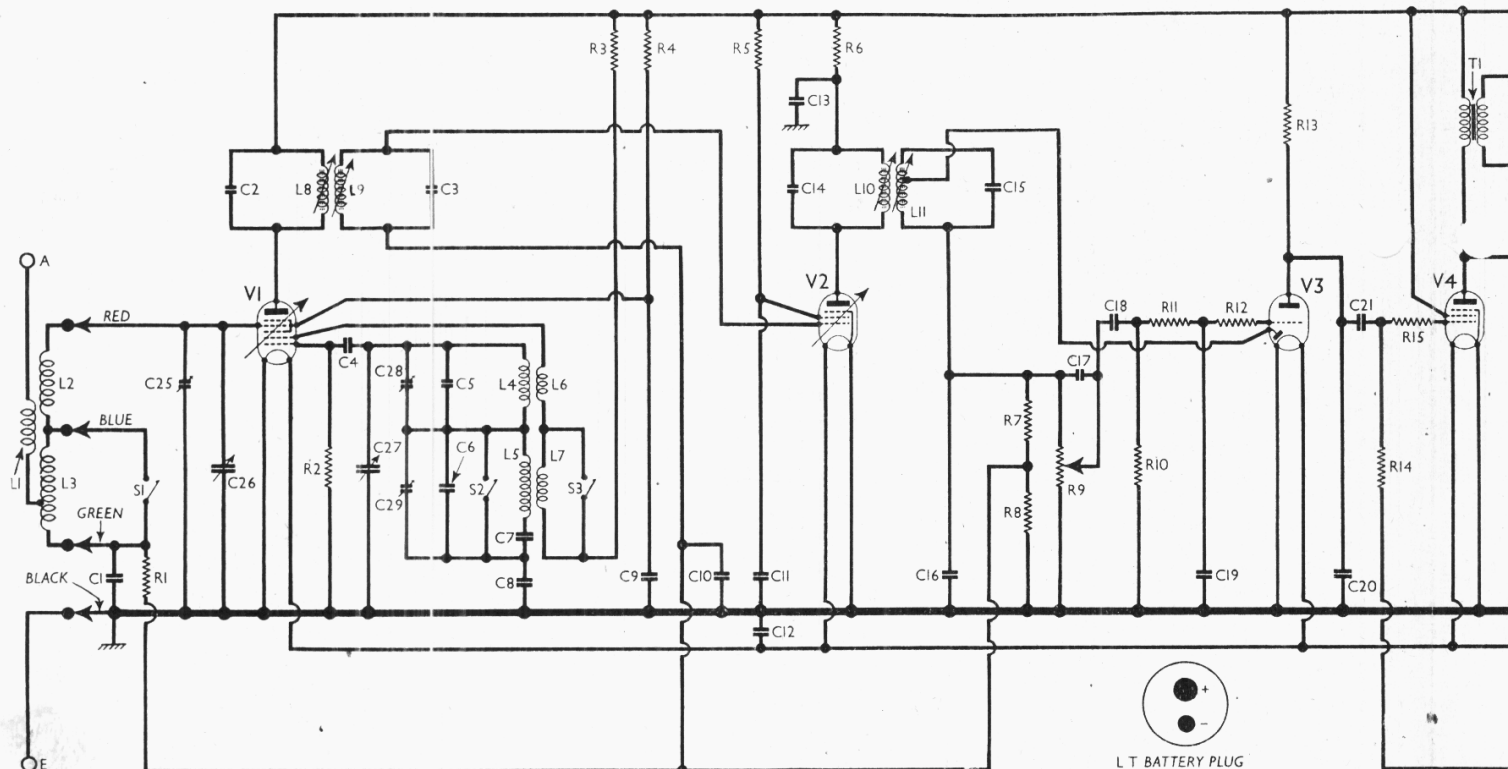 R3
R4
R5
R6
T1
C13
R13
C2
L8
L9
C3
C14
L10
L11
C15
A
V1
V2
V3
V4
RED
C18
R11
R12
C21
R15
C4
C17
C25
L2
C28
C5
L4
L6
BLUE
R7
L1
L3
S1
C26
R2
C27
C6
L5
L7
S2
S3
C29
R9
R10
R14
R8
GREEN
C7
BLACK
C1
R1
C8
C9
C10
C11
C16
C19
C20
C12
+
-
E
L T BATTERY PLUG